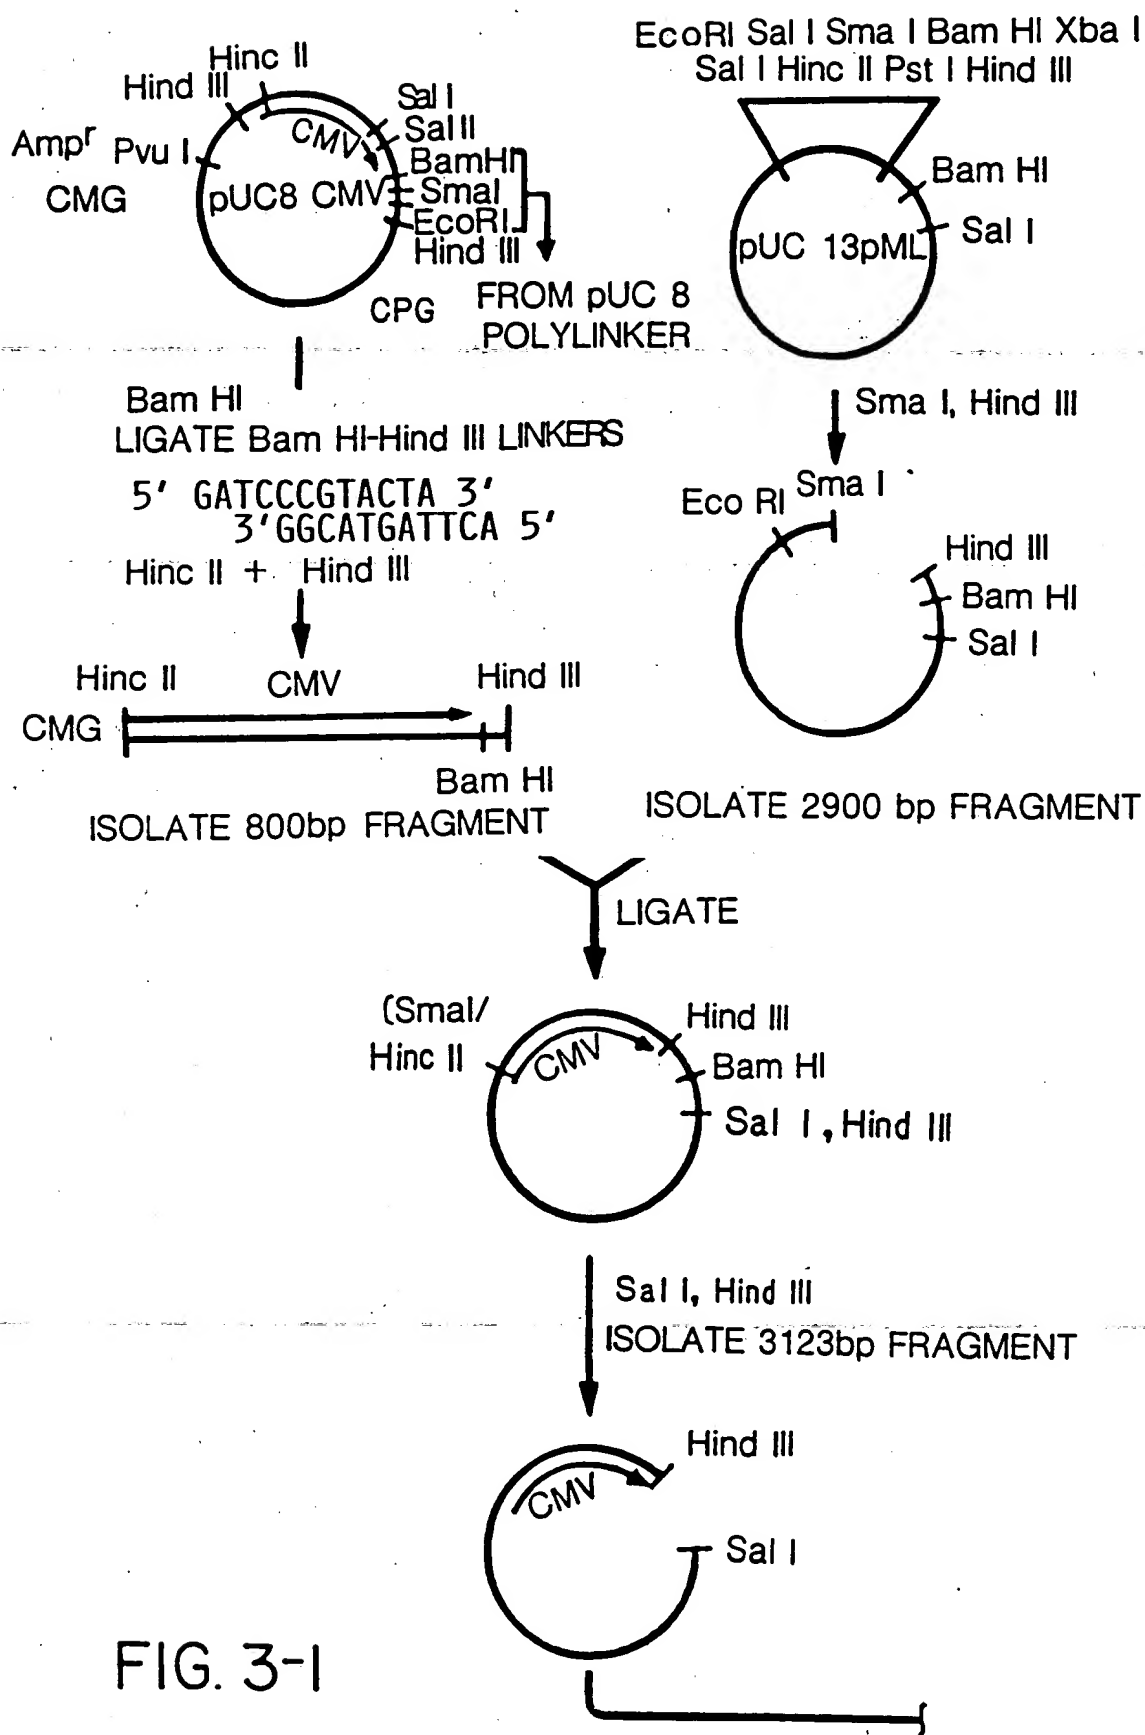 Hinc II
Hind III
Amp^r Pvu I
CMG
CMV
Sal I
Sal II
BamHI
pUC8 CMV
SmaI
EcoRI
Hind III
CPG
FROM pUC 8
POLYLINKER
EcoRI Sal I Sma I Bam HI Xba I
Sal I Hinc II Pst I Hind III
Bam HI
pUC 13pML
Sal I
Bam HI
LIGATE Bam HI-Hind III LINKERS
5' GATCCCGTACTA 3'
3'GGCATGATTCA 5'
Hinc II + Hind III
Sma I, Hind III
Eco RI
Sma I
Hind III
Bam HI
Sal I
Hinc II
CMV
Hind III
CMG
Bam HI
ISOLATE 800bp FRAGMENT
ISOLATE 2900 bp FRAGMENT
LIGATE
(SmaI/
Hinc II
CMV
Hind III
Bam HI
Sal I, Hind III
Sal I, Hind III
ISOLATE 3123bp FRAGMENT
Hind III
CMV
Sal I
FIG. 3-1